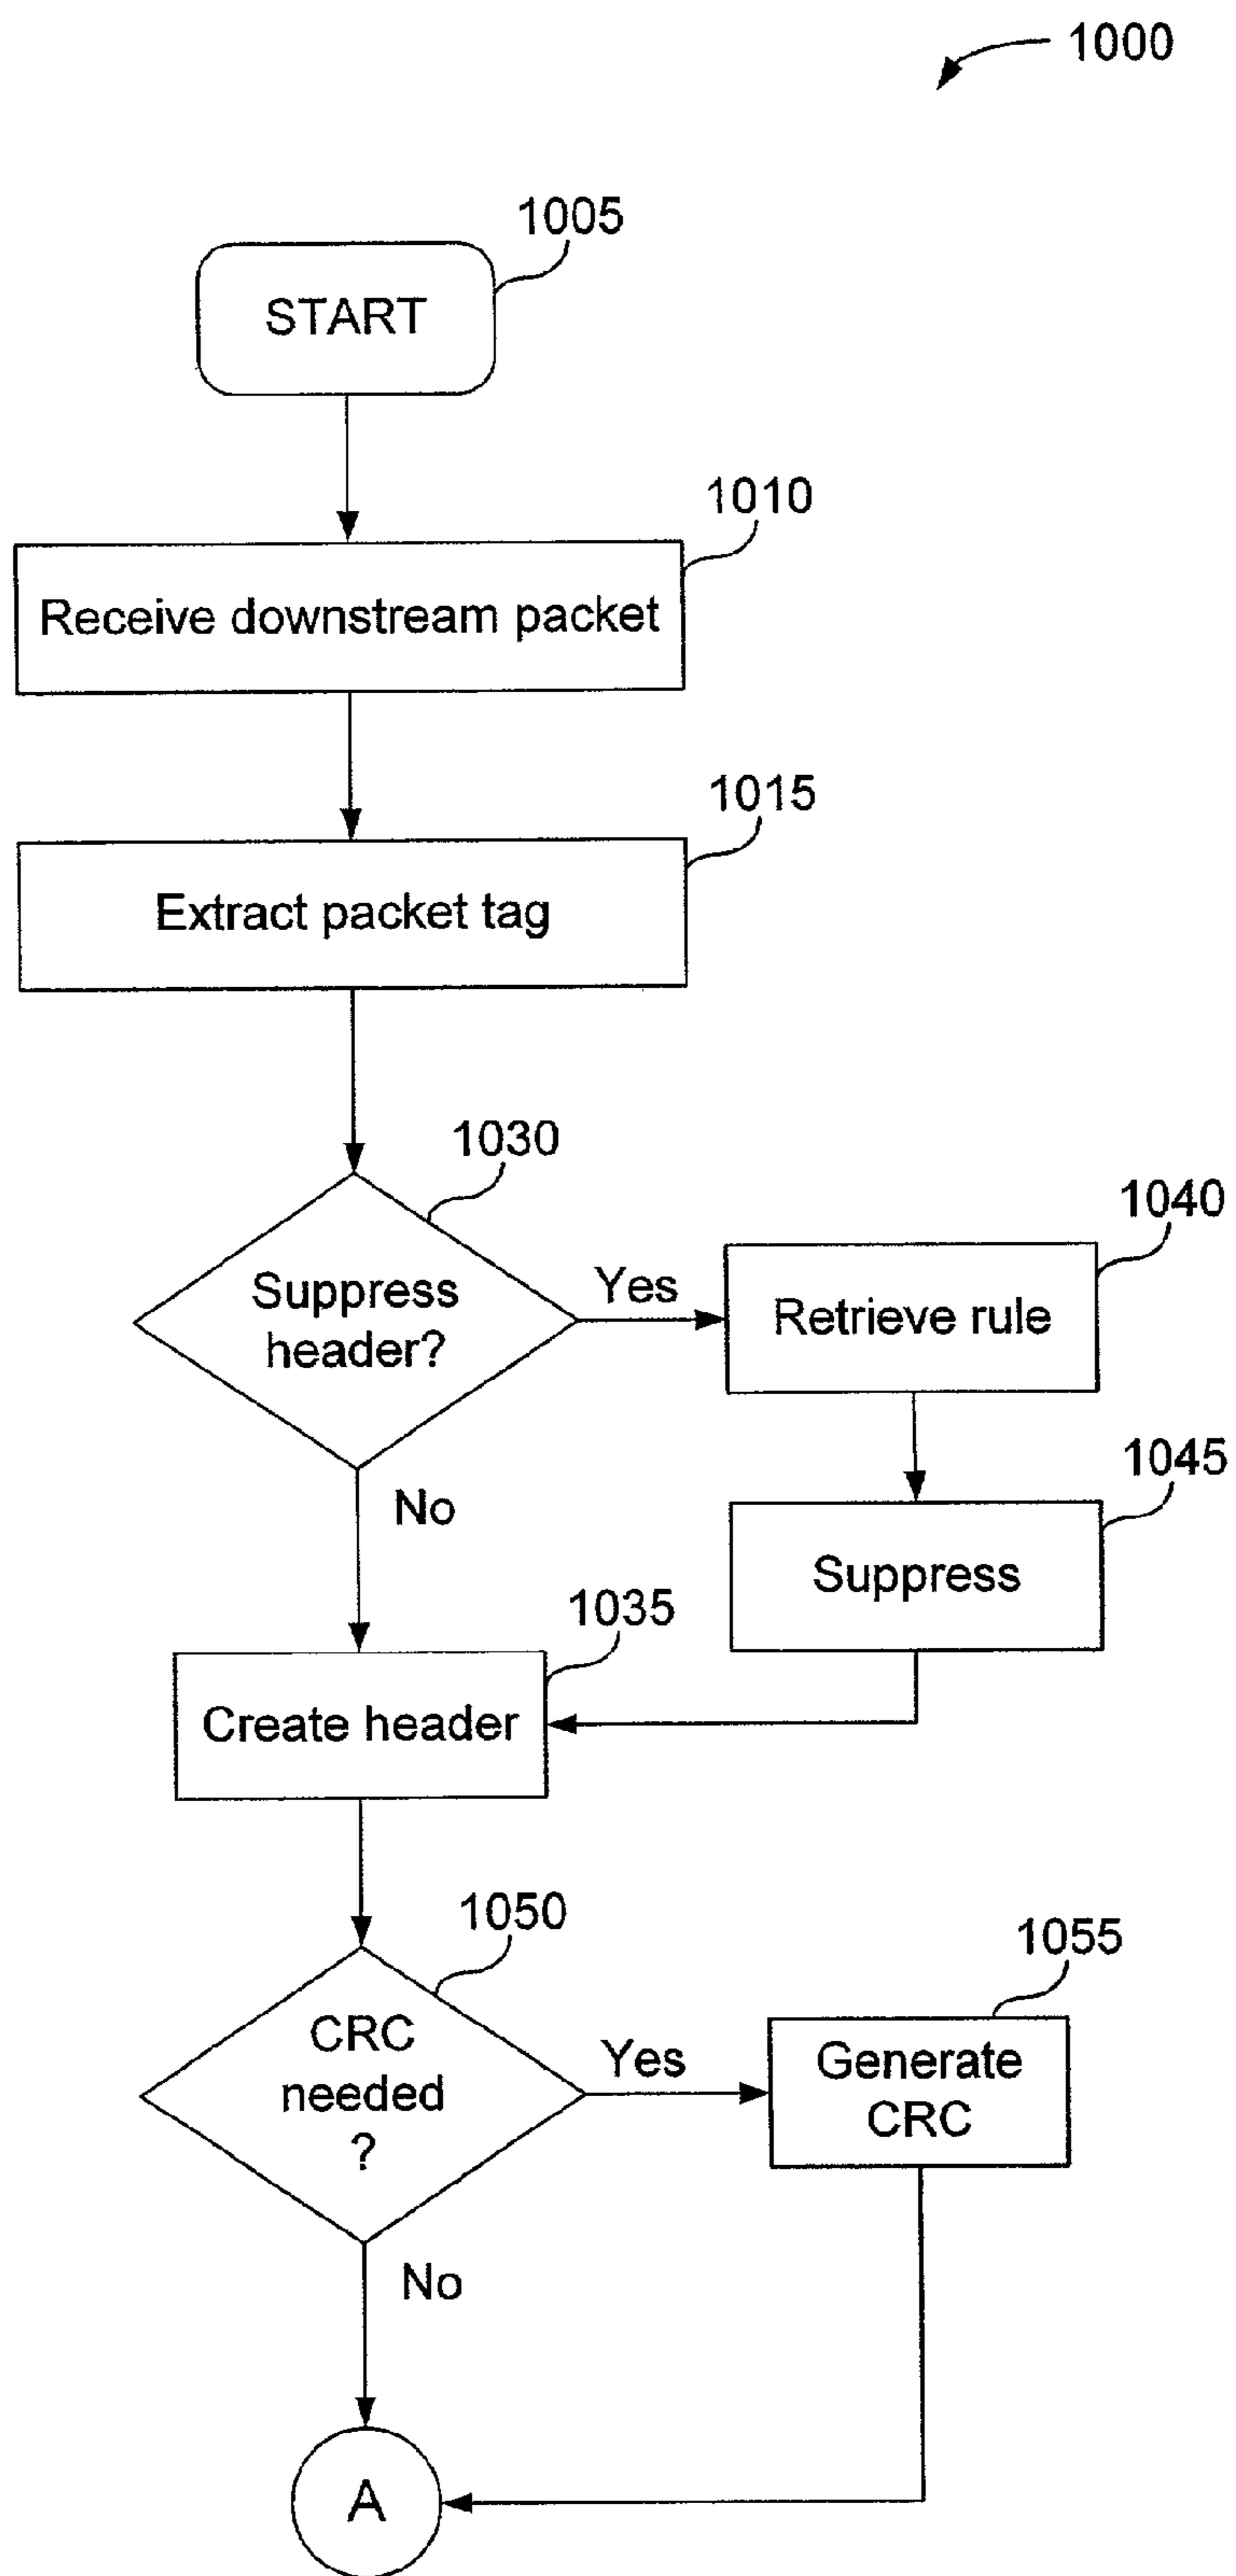 1000
1005
START
1010
Receive downstream packet
1015
Extract packet tag
1030
Suppress
header?
Yes
1040
Retrieve rule
No
1045
Suppress
1035
Create header
1050
CRC
needed
?
Yes
1055
Generate
CRC
No
A